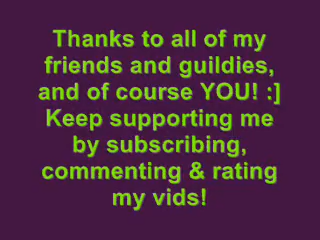 Thanks to all of my
friends and guildies,
and of course YOU! :]
Keep supporting me
by subscribing,
commenting & rating
my vids!